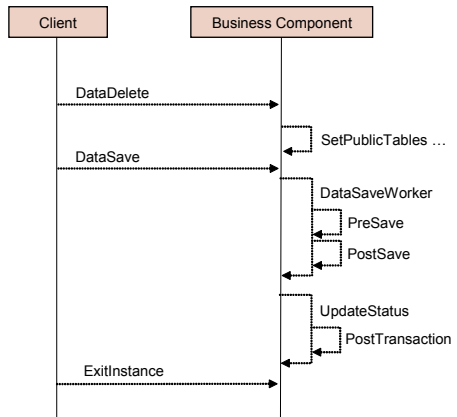 Client
Business Component
DataDelete
SetPublicTables …
DataSave
DataSaveWorker
PreSave
PostSave
UpdateStatus
PostTransaction
ExitInstance